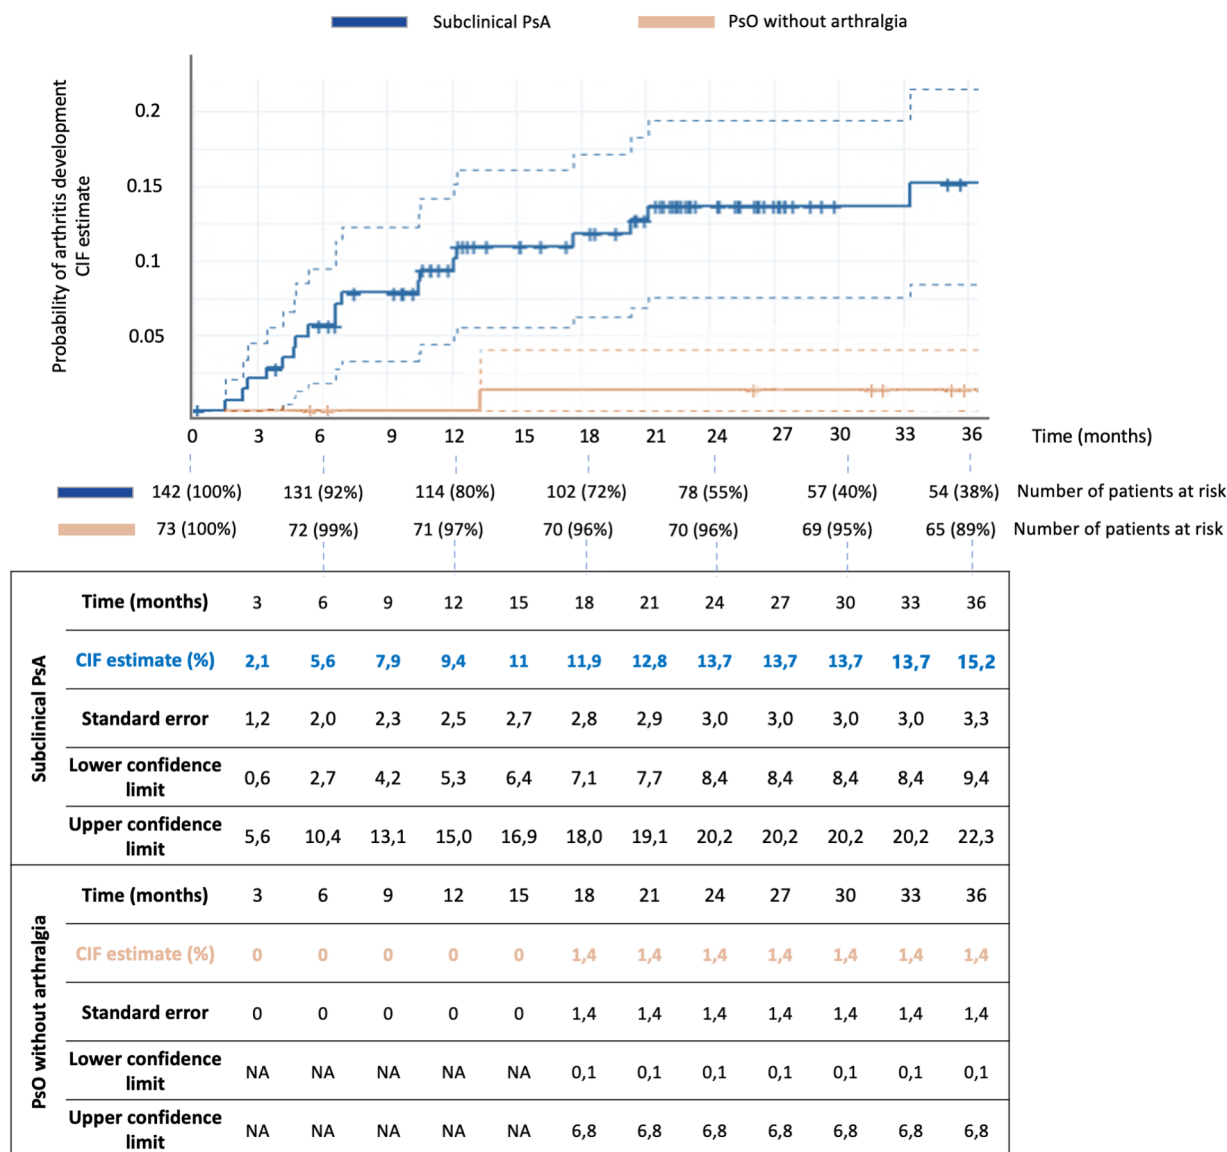 Subclinical PsA PsO without arthralgia
Probability of arthritis development
CIF estimate
0.2
0.15
0.1
0.05
0 3 6 9 12 15 18 21 24 27 30 33 36 Time (months)
142 (100%) 131 (92%) 114 (80%) 102 (72%) 78 (55%) 57 (40%) 54 (38%) Number of patients at risk
73 (100%) 72 (99%) 71 (97%) 70 (96%) 70 (96%) 69 (95%) 65 (89%) Number of patients at risk
Subclinical PsA
Time (months) 3 6 9 12 15 18 21 24 27 30 33 36
CIF estimate (%) 2,1 5,6 7,9 9,4 11 11,9 12,8 13,7 13,7 13,7 13,7 15,2
Standard error 1,2 2,0 2,3 2,5 2,7 2,8 2,9 3,0 3,0 3,0 3,0 3,3
Lower confidence
limit 0,6 2,7 4,2 5,3 6,4 7,1 7,7 8,4 8,4 8,4 8,4 9,4
Upper confidence
limit 5,6 10,4 13,1 15,0 16,9 18,0 19,1 20,2 20,2 20,2 20,2 22,3
PsO without arthralgia
Time (months) 3 6 9 12 15 18 21 24 27 30 33 36
CIF estimate (%) 0 0 0 0 0 1,4 1,4 1,4 1,4 1,4 1,4 1,4
Standard error 0 0 0 0 0 1,4 1,4 1,4 1,4 1,4 1,4 1,4
Lower confidence
limit NA NA NA NA NA 0,1 0,1 0,1 0,1 0,1 0,1 0,1
Upper confidence
limit NA NA NA NA NA 6,8 6,8 6,8 6,8 6,8 6,8 6,8